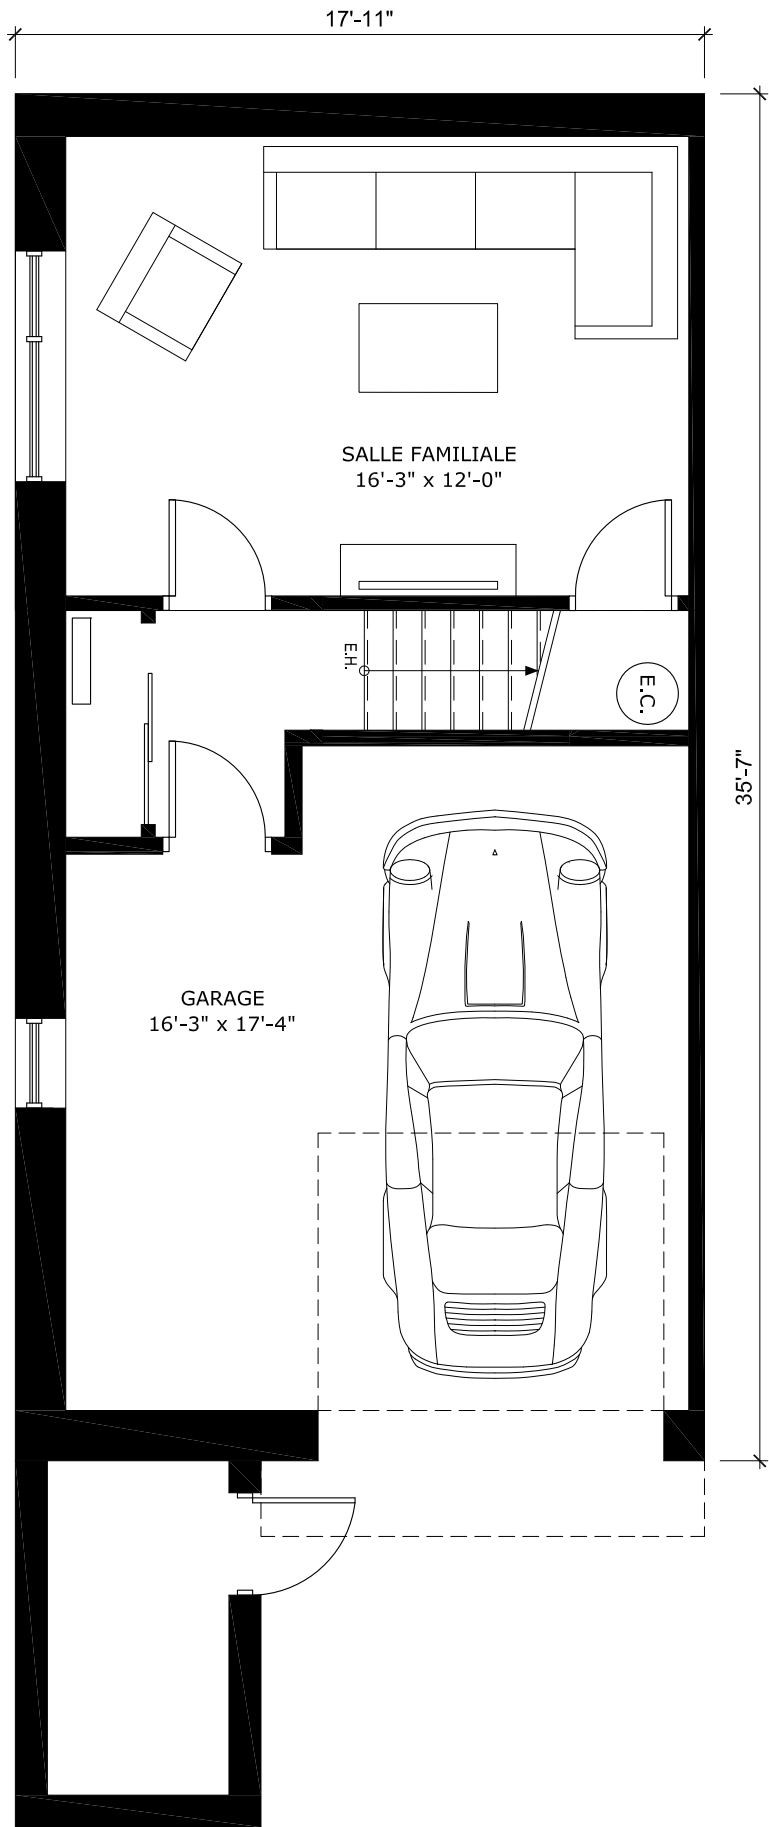 17'-11"
SALLE FAMILIALE
16'-3" x 12'-0"
E.H.
E.C.
35'-7"
GARAGE
16'-3" x 17'-4"